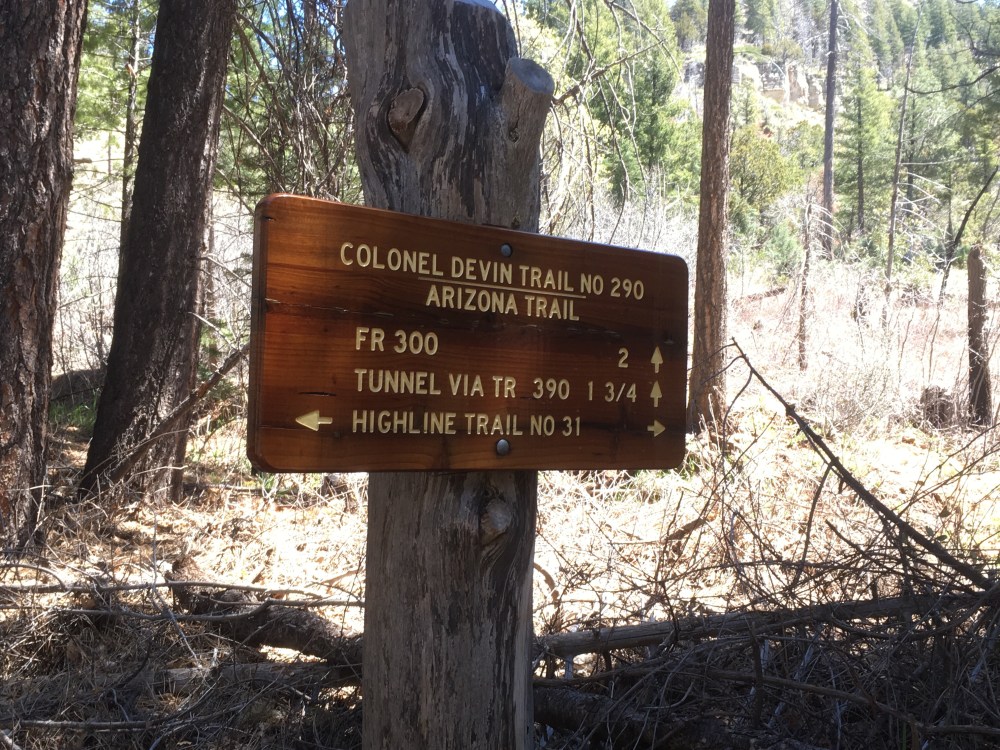 COLONEL DEVIN TRAIL NO 290
ARIZONA TRAIL
FR 300 2 ↑
TUNNEL VIA TR 390 1 3/4 ↑
← HIGHLINE TRAIL NO 31 →